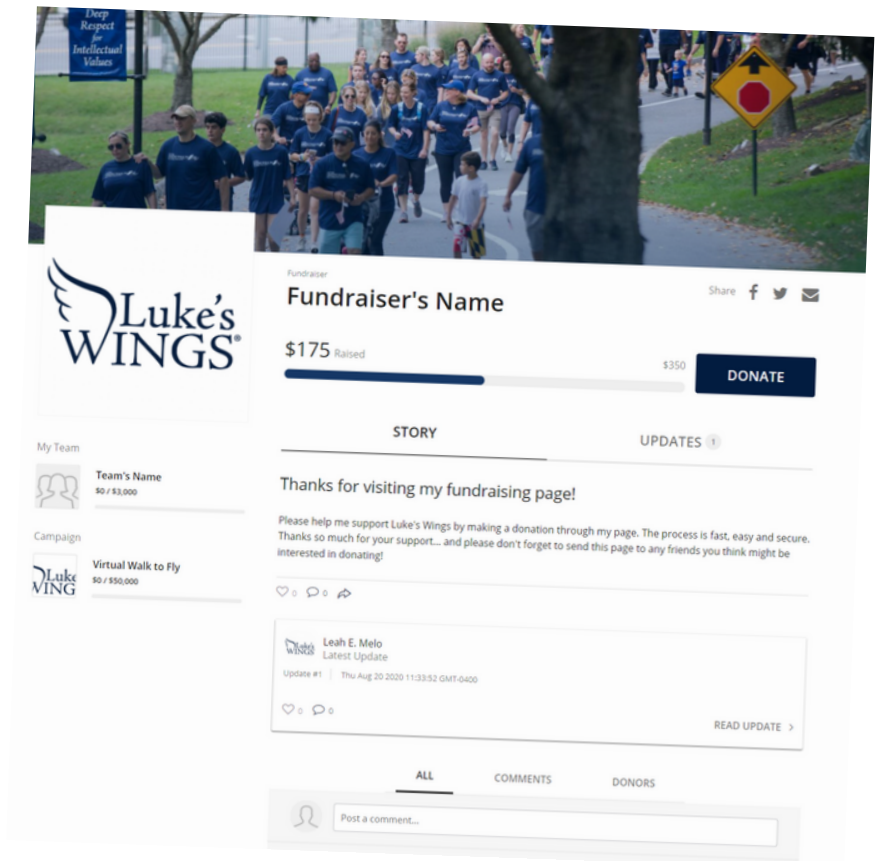 Deep
Respect
for
Intellectual
Values
Luke's
WINGS®
Fundraiser
Fundraiser's Name
Share
$175 Raised
$350
DONATE
STORY
UPDATES 1
My Team
Team's Name
$0 / $3,000
Campaign
Luke
WING
Virtual Walk to Fly
$0 / $50,000
Thanks for visiting my fundraising page!
Please help me support Luke's Wings by making a donation through my page. The process is fast, easy and secure.
Thanks so much for your support... and please don't forget to send this page to any friends you think might be
interested in donating!
0 0
Luke's
WINGS
Leah E. Melo
Latest Update
Update #1 Thu Aug 20 2020 11:33:52 GMT-0400
0 0
READ UPDATE >
ALL
COMMENTS
DONORS
Post a comment...